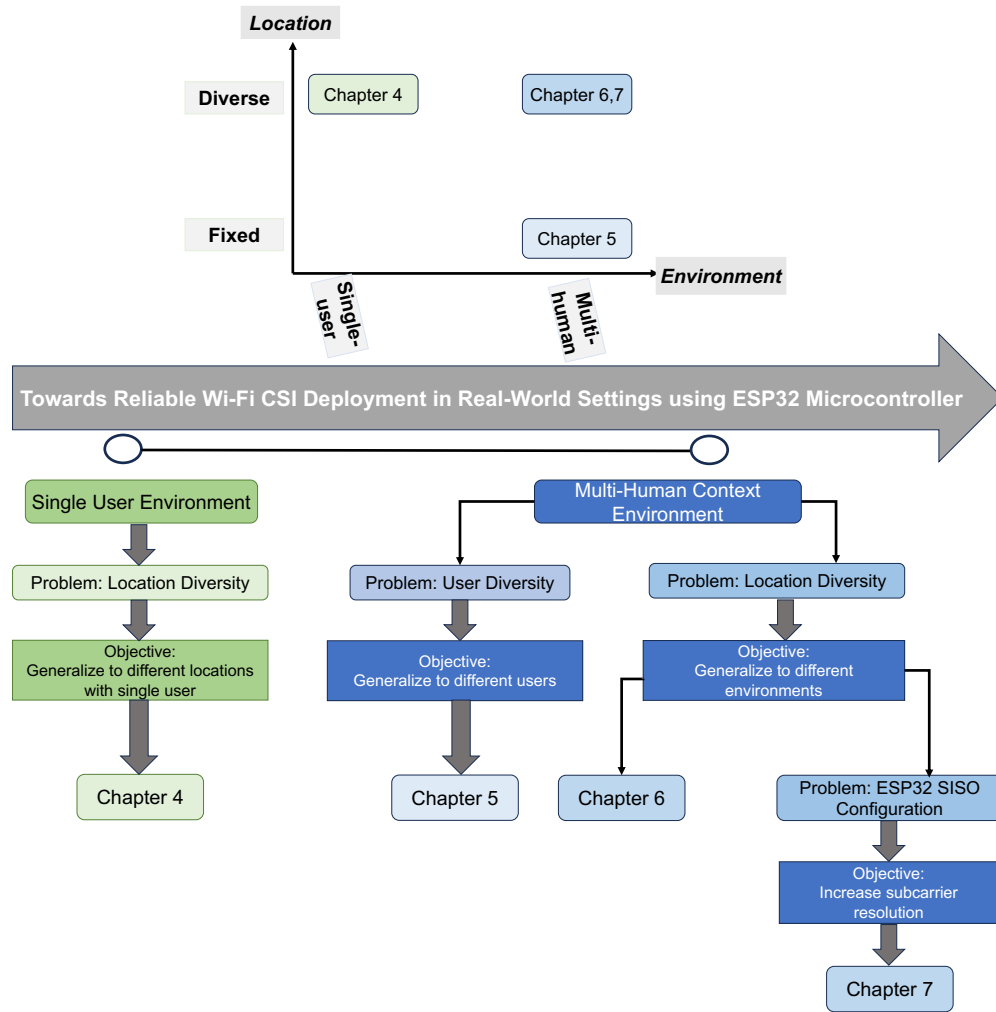 Location
Diverse
Chapter 4
Chapter 6,7
Fixed
Chapter 5
Environment
Single-
user
Multi-
human
Towards Reliable Wi-Fi CSI Deployment in Real-World Settings using ESP32 Microcontroller
Single User Environment
Multi-Human Context
Environment
Problem: Location Diversity
Problem: User Diversity
Problem: Location Diversity
Objective:
Generalize to different locations
with single user
Objective:
Generalize to different users
Objective:
Generalize to different
environments
Chapter 4
Chapter 5
Chapter 6
Problem: ESP32 SISO
Configuration
Objective:
Increase subcarrier
resolution
Chapter 7